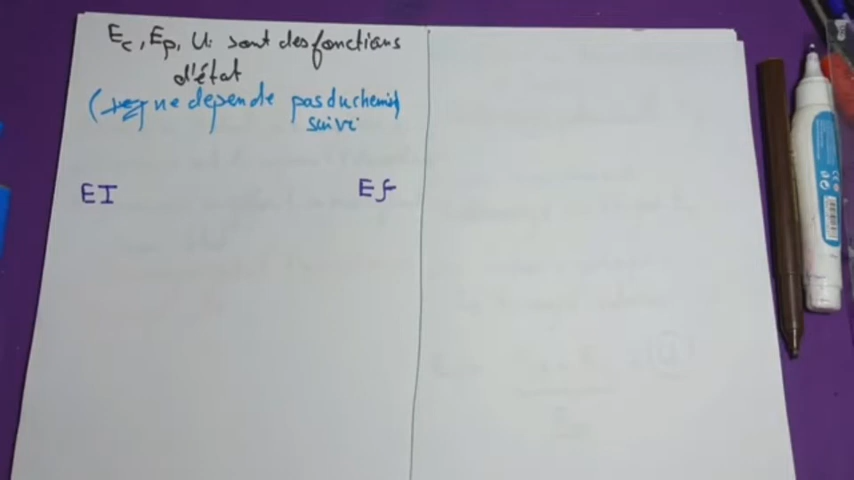 Ec, Ep, U: sont des fonctions
d'état
(ne depende pas du chemin)
suivi
EI
Ef